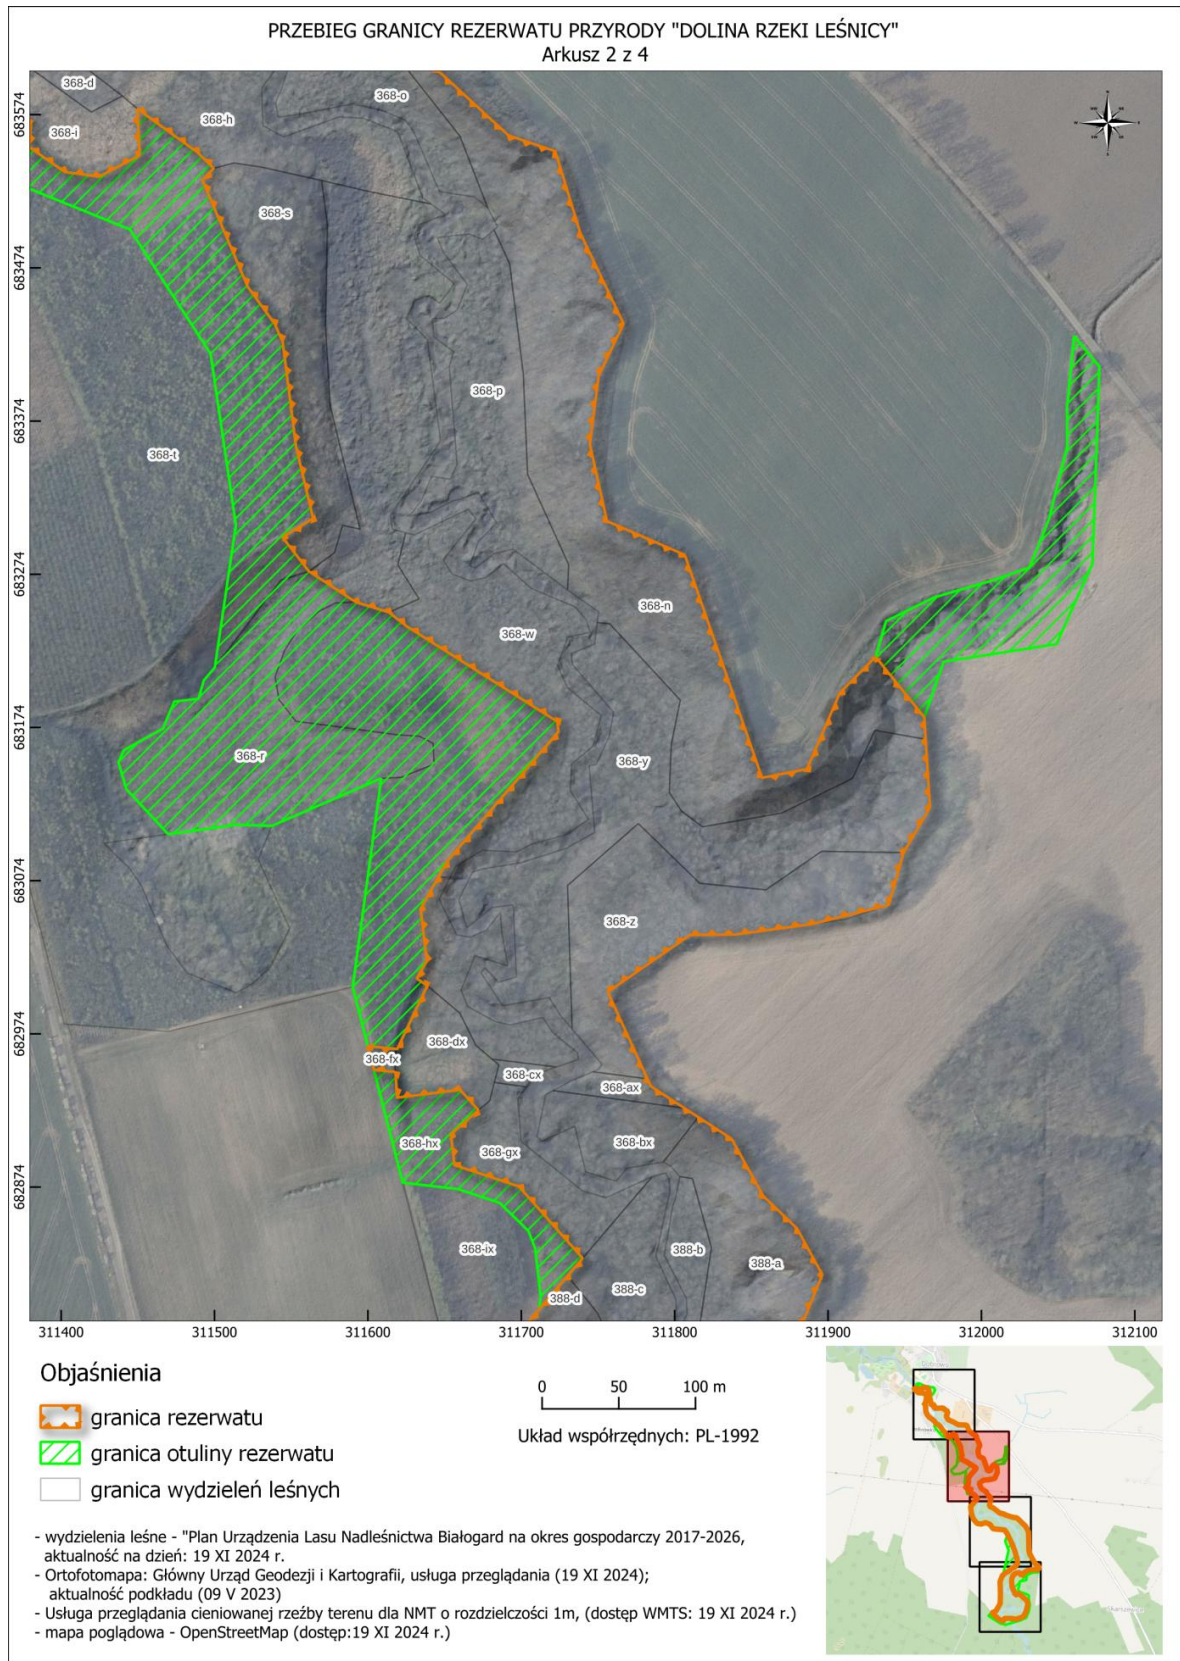 PRZEBIEG GRANICY REZERWATU PRZYRODY "DOLINA RZEKI LEŚNICY"
Arkusz 2 z 4
368-d
368-o
683574
368-h
368-i
368-s
683474
368-p
683374
368-t
683274
368-n
368-w
683174
368-r
368-y
683074
368-z
682974
368-dx
368-fx
368-cx
368-ax
368-hx
368-bx
368-gx
682874
368-ix
388-b
388-a
388-c
388-d
311400 311500 311600 311700 311800 311900 312000 312100
Objaśnienia
granica rezerwatu
granica otuliny rezerwatu
granica wydzieleń leśnych
0 50 100 m
Układ współrzędnych: PL-1992
- wydzielenia leśne - "Plan Urządzenia Lasu Nadleśnictwa Białogard na okres gospodarczy 2017-2026,
aktualność na dzień: 19 XI 2024 r.
- Ortofotomapa: Główny Urząd Geodezji i Kartografii, usługa przeglądania (19 XI 2024);
aktualność podkładu (09 V 2023)
- Usługa przeglądania cieniowanej rzeźby terenu dla NMT o rozdzielczości 1m, (dostęp WMTS: 19 XI 2024 r.)
- mapa poglądowa - OpenStreetMap (dostęp:19 XI 2024 r.)